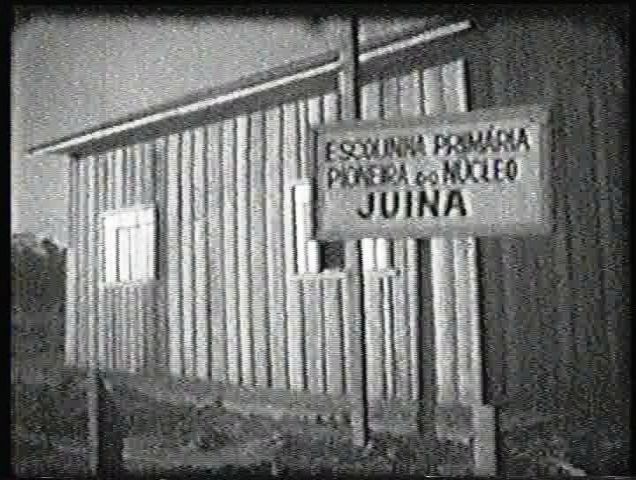 ESCOLINHA PRIMÁRIA
PIONEIRA do NÚCLEO
JUINA